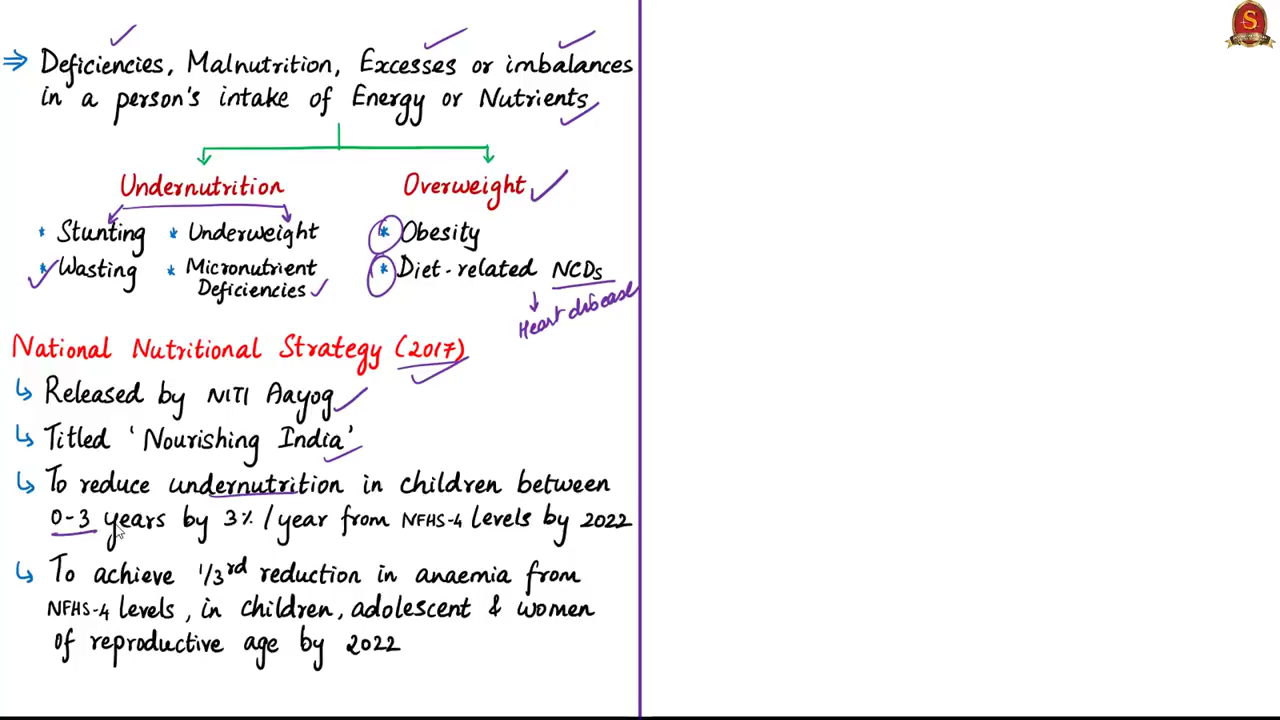 ⇒ Deficiencies, Malnutrition, Excesses or imbalances
in a person's intake of Energy or Nutrients
Undernutrition
Overweight
* Stunting * Underweight
* Obesity
* Wasting * Micronutrient
Deficiencies
* Diet-related NCDs
Heart disease
National Nutritional Strategy (2017)
↳ Released by NITI Aayog
↳ Titled 'Nourishing India'
↳ To reduce undernutrition in children between
0-3 years by 3% / year from NFHS-4 levels by 2022
↳ To achieve 1/3rd reduction in anaemia from
NFHS-4 levels, in children, adolescent & women
of reproductive age by 2022
S